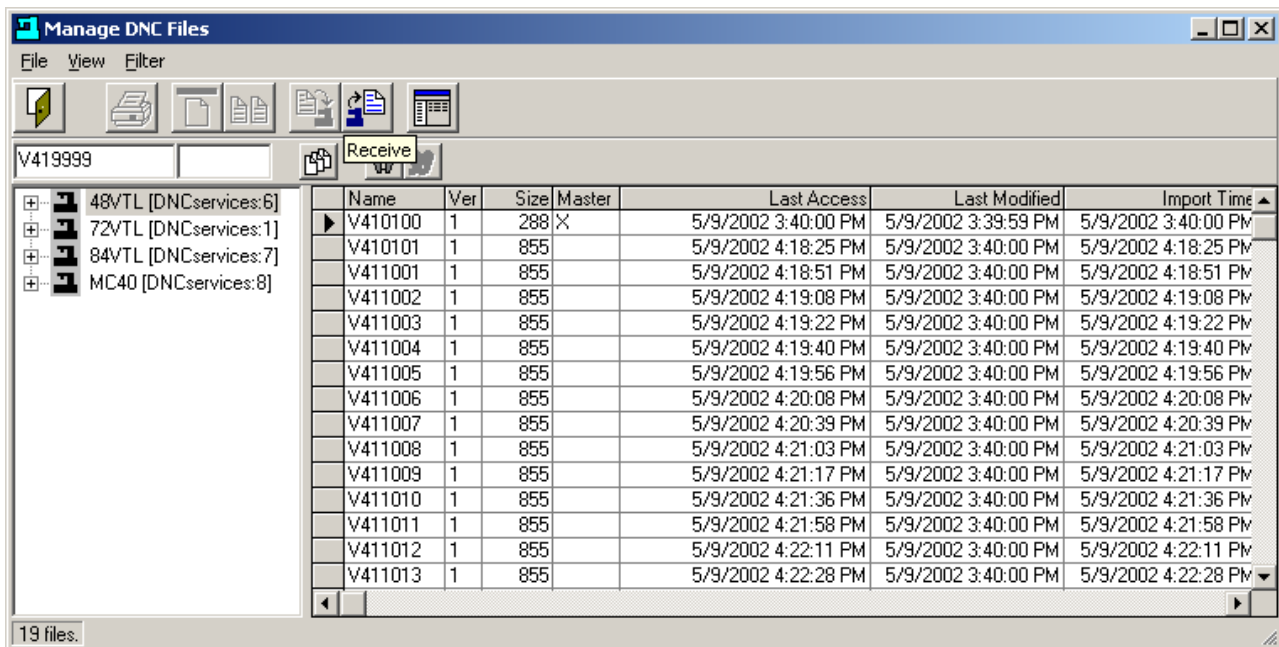 Manage DNC Files
File View Filter
Receive
V419999
48VTL [DNCservices:6]
72VTL [DNCservices:1]
84VTL [DNCservices:7]
MC40 [DNCservices:8]
Name Ver Size Master Last Access Last Modified Import Time
V410100 1 288 X 5/9/2002 3:40:00 PM 5/9/2002 3:39:59 PM 5/9/2002 3:40:00 PM
V410101 1 855 5/9/2002 4:18:25 PM 5/9/2002 3:40:00 PM 5/9/2002 4:18:25 PM
V411001 1 855 5/9/2002 4:18:51 PM 5/9/2002 3:40:00 PM 5/9/2002 4:18:51 PM
V411002 1 855 5/9/2002 4:19:08 PM 5/9/2002 3:40:00 PM 5/9/2002 4:19:08 PM
V411003 1 855 5/9/2002 4:19:22 PM 5/9/2002 3:40:00 PM 5/9/2002 4:19:22 PM
V411004 1 855 5/9/2002 4:19:40 PM 5/9/2002 3:40:00 PM 5/9/2002 4:19:40 PM
V411005 1 855 5/9/2002 4:19:56 PM 5/9/2002 3:40:00 PM 5/9/2002 4:19:56 PM
V411006 1 855 5/9/2002 4:20:08 PM 5/9/2002 3:40:00 PM 5/9/2002 4:20:08 PM
V411007 1 855 5/9/2002 4:20:39 PM 5/9/2002 3:40:00 PM 5/9/2002 4:20:39 PM
V411008 1 855 5/9/2002 4:21:03 PM 5/9/2002 3:40:00 PM 5/9/2002 4:21:03 PM
V411009 1 855 5/9/2002 4:21:17 PM 5/9/2002 3:40:00 PM 5/9/2002 4:21:17 PM
V411010 1 855 5/9/2002 4:21:36 PM 5/9/2002 3:40:00 PM 5/9/2002 4:21:36 PM
V411011 1 855 5/9/2002 4:21:58 PM 5/9/2002 3:40:00 PM 5/9/2002 4:21:58 PM
V411012 1 855 5/9/2002 4:22:11 PM 5/9/2002 3:40:00 PM 5/9/2002 4:22:11 PM
V411013 1 855 5/9/2002 4:22:28 PM 5/9/2002 3:40:00 PM 5/9/2002 4:22:28 PM
19 files.